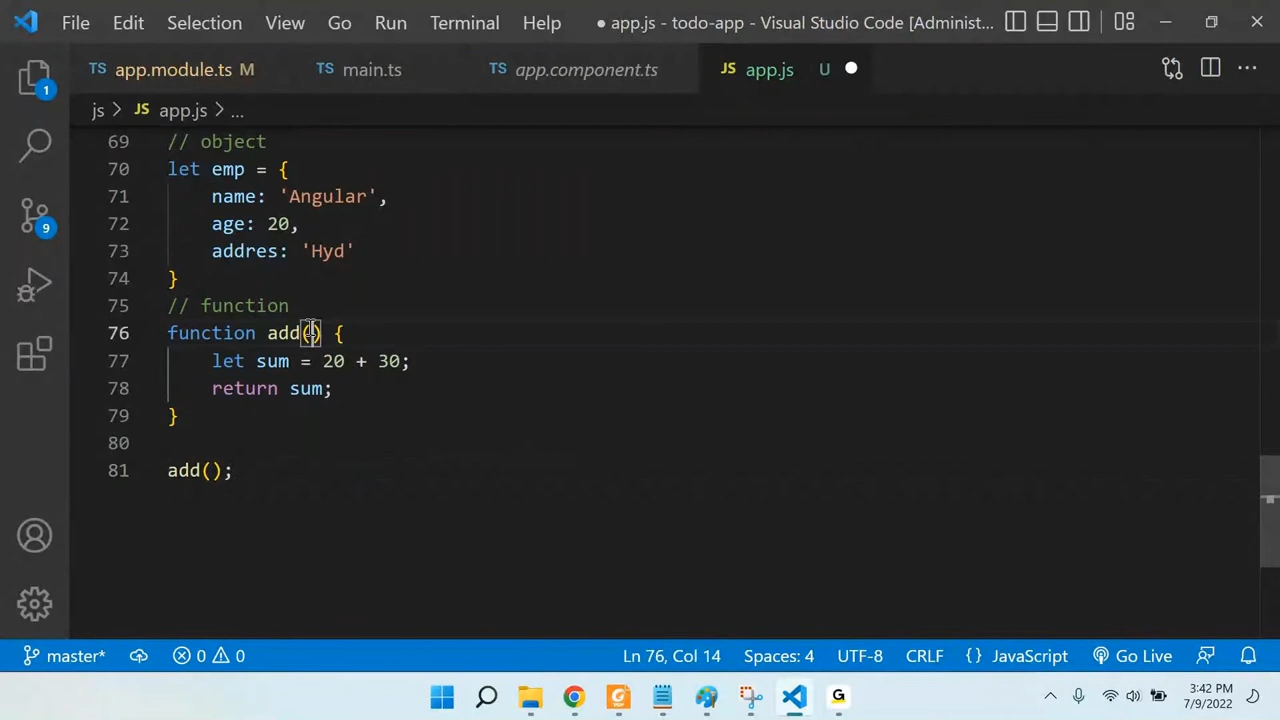 File Edit Selection View Go Run Terminal Help ● app.js - todo-app - Visual Studio Code [Administ...
TS app.module.ts M TS main.ts TS app.component.ts JS app.js U
js > JS app.js > ...
69 // object
70 let emp = {
71 name: 'Angular',
72 age: 20,
73 addres: 'Hyd'
74 }
75 // function
76 function add() {
77 let sum = 20 + 30;
78 return sum;
79 }
80
81 add();
1
9
master* 0 0 Ln 76, Col 14 Spaces: 4 UTF-8 CRLF {} JavaScript Go Live
3:42 PM
7/9/2022